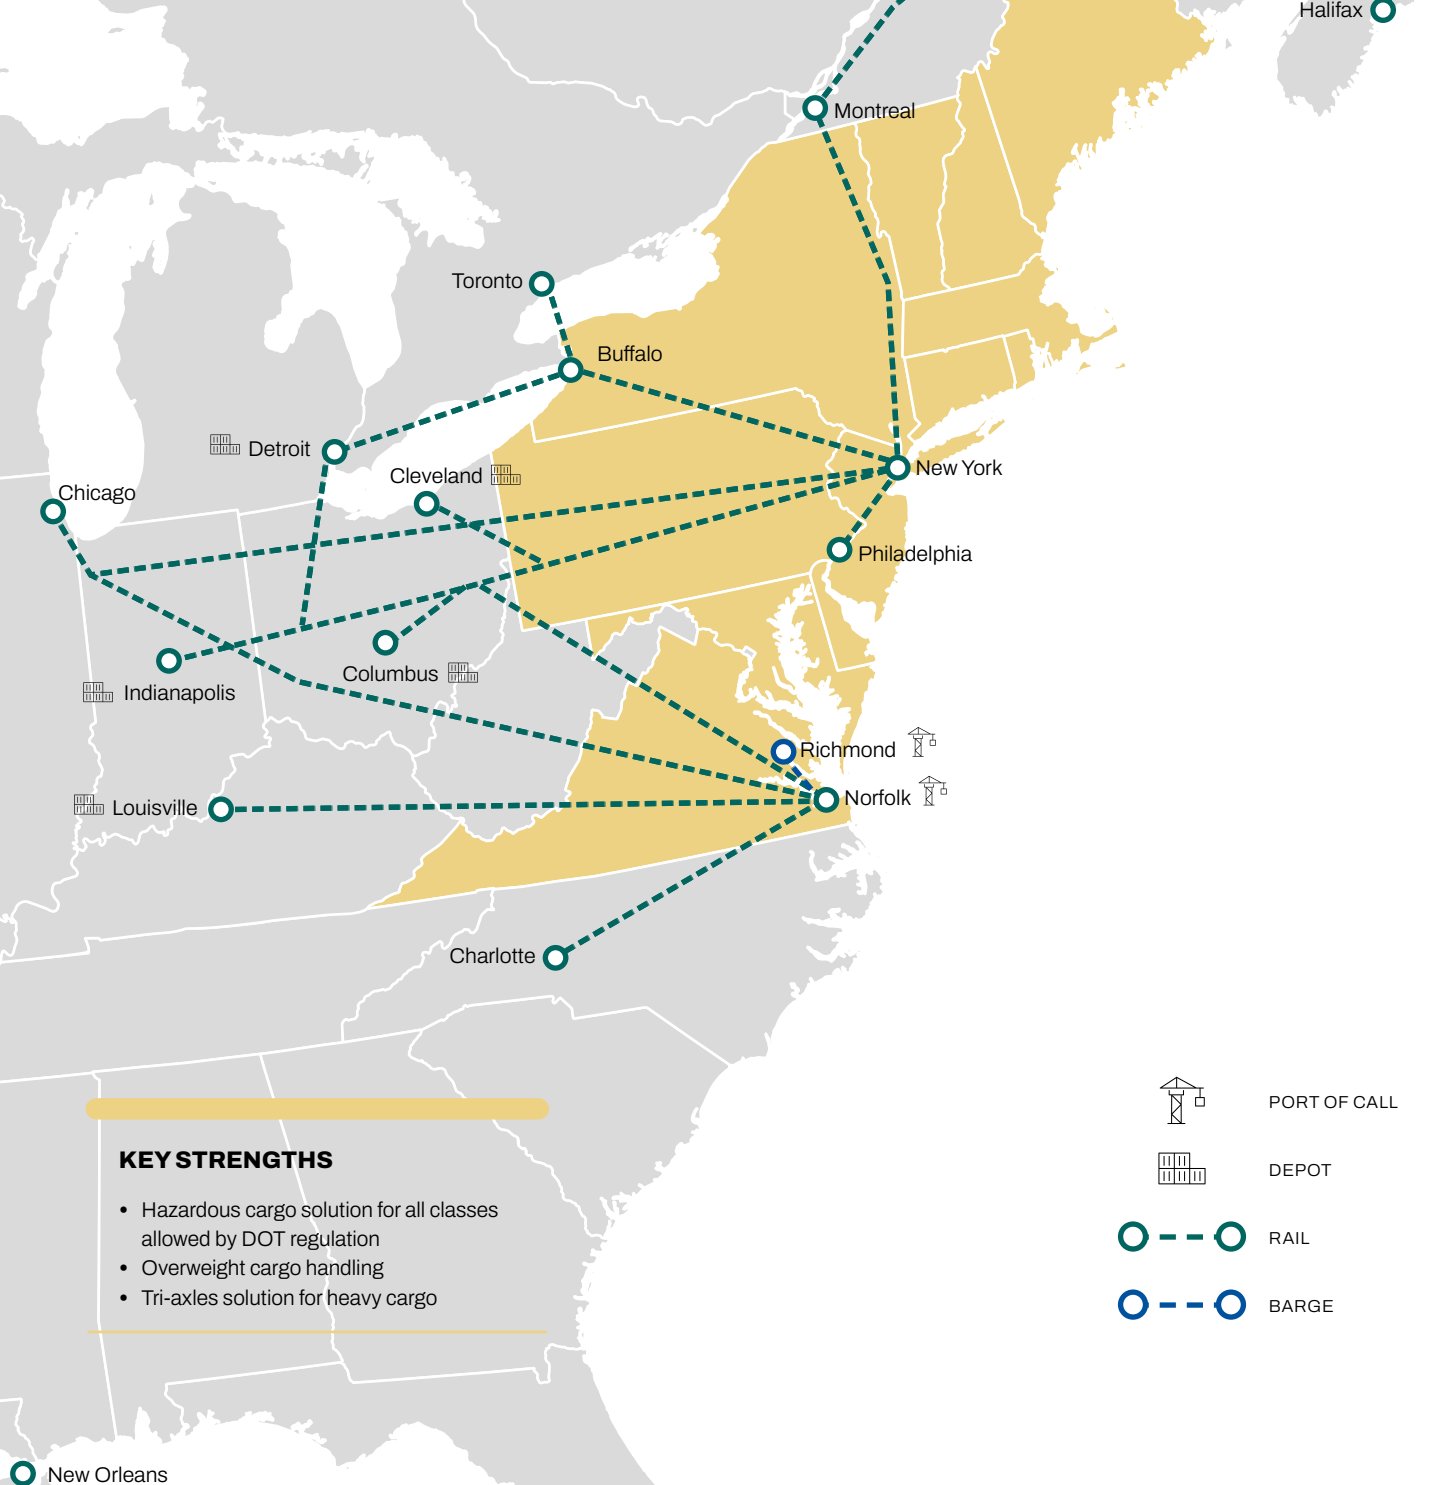 Halifax
Montreal
Toronto
Buffalo
Detroit
Cleveland
New York
Chicago
Philadelphia
Columbus
Indianapolis
Richmond
Norfolk
Louisville
Charlotte
PORT OF CALL
DEPOT
RAIL
BARGE
KEY STRENGTHS
• Hazardous cargo solution for all classes
allowed by DOT regulation
• Overweight cargo handling
• Tri-axles solution for heavy cargo
New Orleans